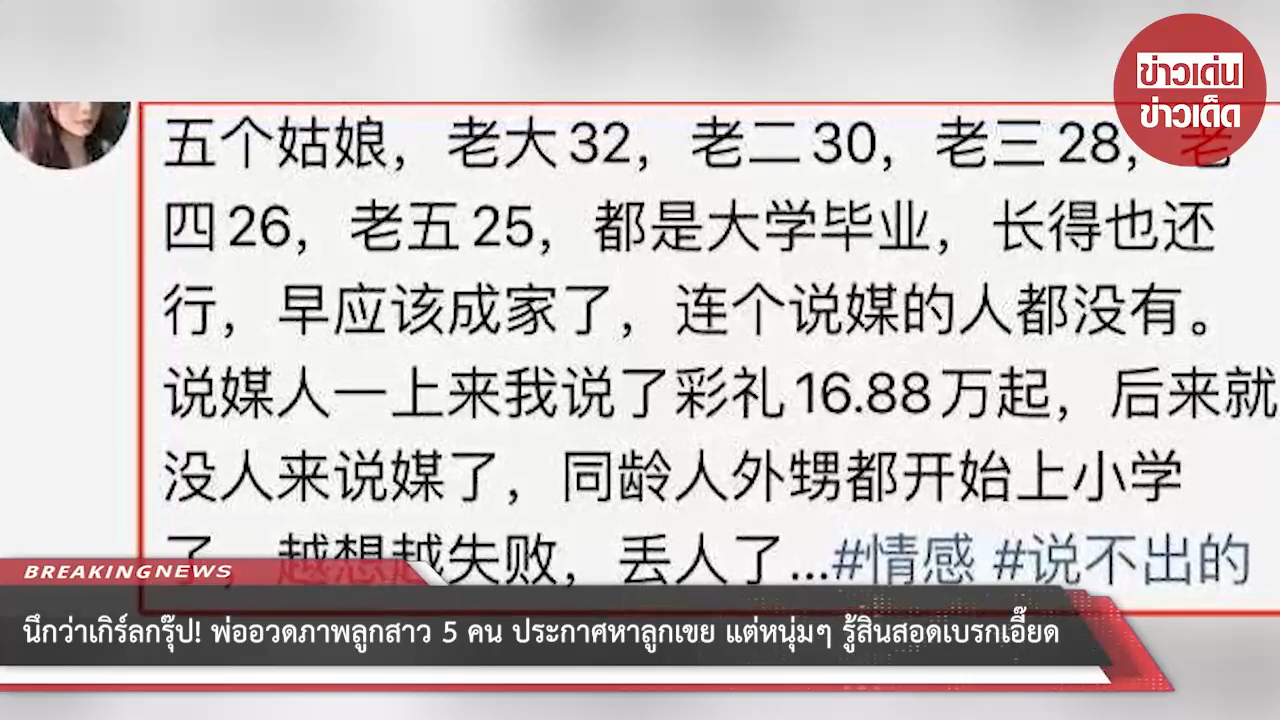 ข่าวเด่น
ข่าวเด็ด
五个姑娘，老大32，老二30，老三28，老
四26，老五25，都是大学毕业，长得也还
行，早应该成家了，连个说媒的人都没有。
说媒人一上来我说了彩礼16.88万起，后来就
没人来说媒了，同龄人外甥都开始上小学
了，越想越失败，丢人了...#情感 #说不出的
BREAKING NEWS
นึกว่าเกิร์ลกรุ๊ป! พ่ออวดภาพลูกสาว 5 คน ประกาศหาลูกเขย แต่หนุ่มๆ รู้สินสอดเบรกเอี๊ยด